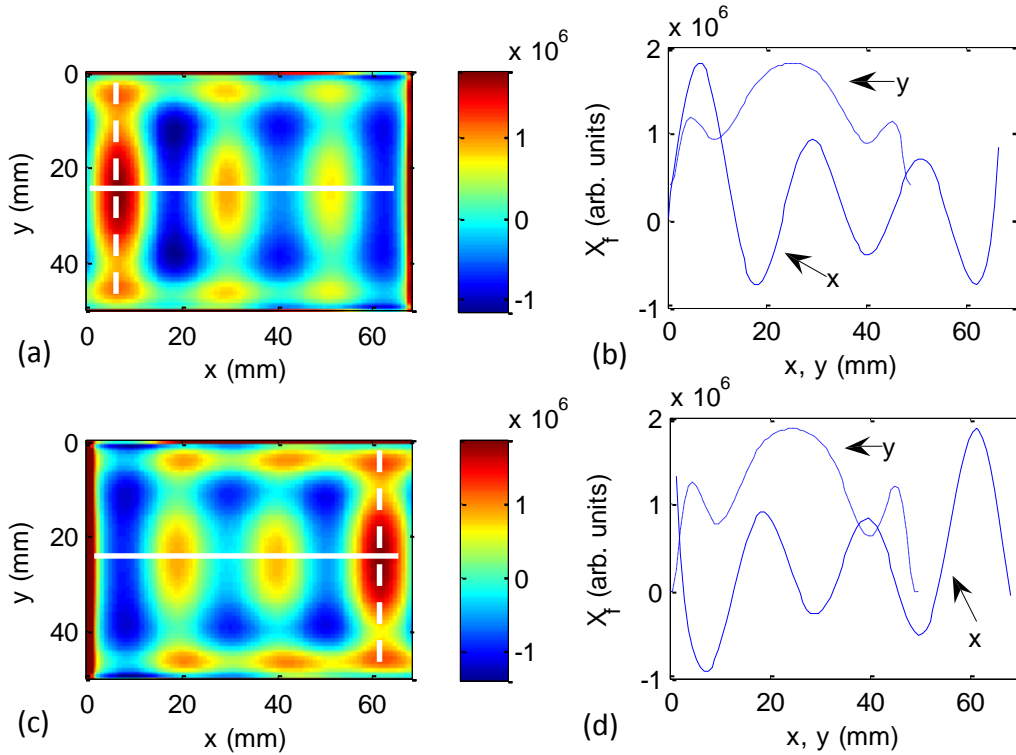 x 10^6
0
20
40
y (mm)
0 20 40 60
x (mm)
1
0
-1
(a)
x 10^6
2
1
0
-1
X_f (arb. units)
y
x
0 20 40 60
x, y (mm)
(b)
x 10^6
0
20
40
y (mm)
0 20 40 60
x (mm)
1
0
-1
(c)
x 10^6
2
1
0
-1
X_f (arb. units)
y
x
0 20 40 60
x, y (mm)
(d)